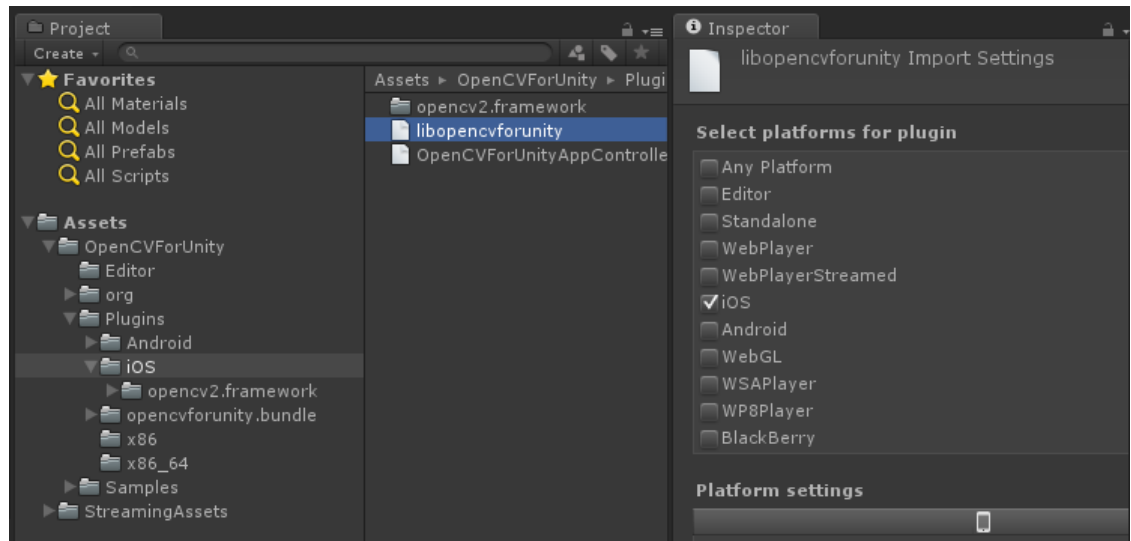 Project
Create
Favorites
All Materials
All Models
All Prefabs
All Scripts
Assets
OpenCVForUnity
Editor
org
Plugins
Android
iOS
opencv2.framework
opencvforunity.bundle
x86
x86_64
Samples
StreamingAssets
Assets ▸ OpenCVForUnity ▸ Plugi
opencv2.framework
libopencvforunity
OpenCVForUnityAppControlle
Inspector
libopencvforunity Import Settings
Select platforms for plugin
Any Platform
Editor
Standalone
WebPlayer
WebPlayerStreamed
iOS
Android
WebGL
WSAPlayer
WP8Player
BlackBerry
Platform settings